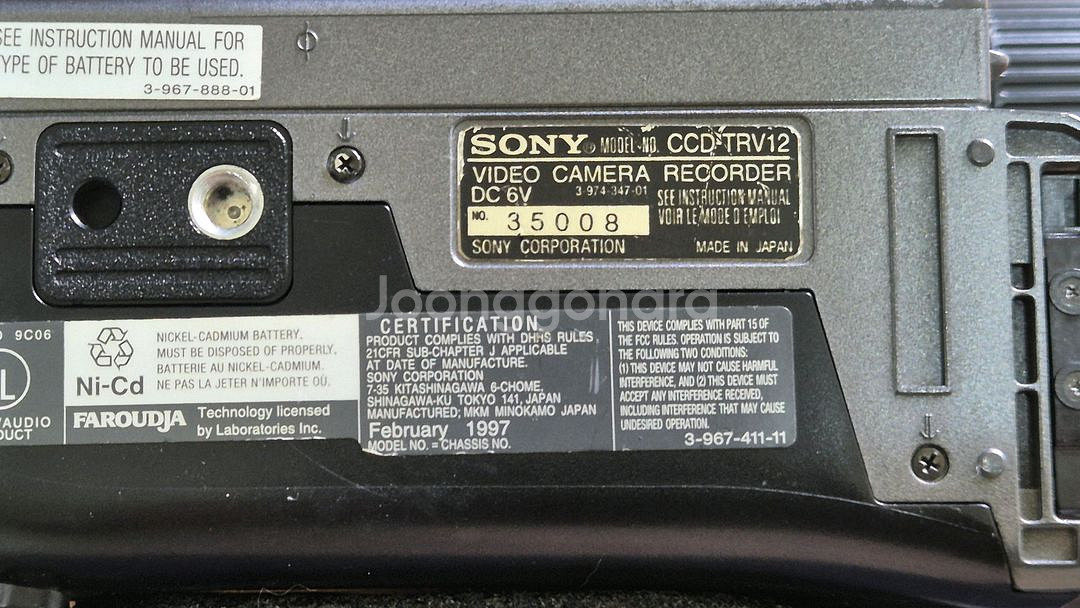 SEE INSTRUCTION MANUAL FOR
TYPE OF BATTERY TO BE USED.
3-967-888-01
SONY MODEL NO. CCD-TRV12
VIDEO CAMERA RECORDER
DC 6V 3-974-347-01 SEE INSTRUCTION MANUAL
VOIR LE MODE D'EMPLOI
NO. 35008
SONY CORPORATION MADE IN JAPAN
Joonggonara
9C06
/AUDIO
DUCT
NICKEL-CADMIUM BATTERY.
MUST BE DISPOSED OF PROPERLY.
BATTERIE AU NICKEL-CADMIUM.
NE PAS LA JETER N'IMPORTE OÙ.
Ni-Cd
FAROUDJA Technology licensed
by Laboratories Inc.
CERTIFICATION
PRODUCT COMPLIES WITH DHHS RULES
21CFR SUB-CHAPTER J APPLICABLE
AT DATE OF MANUFACTURE.
SONY CORPORATION
7-35 KITASHINAGAWA 6-CHOME,
SHINAGAWA-KU TOKYO 141, JAPAN
MANUFACTURED; MKM MINOKAMO JAPAN
February 1997
MODEL NO. = CHASSIS NO.
THIS DEVICE COMPLIES WITH PART 15 OF
THE FCC RULES. OPERATION IS SUBJECT TO
THE FOLLOWING TWO CONDITIONS:
(1) THIS DEVICE MAY NOT CAUSE HARMFUL
INTERFERENCE, AND (2) THIS DEVICE MUST
ACCEPT ANY INTERFERENCE RECEIVED,
INCLUDING INTERFERENCE THAT MAY CAUSE
UNDESIRED OPERATION.
3-967-411-11